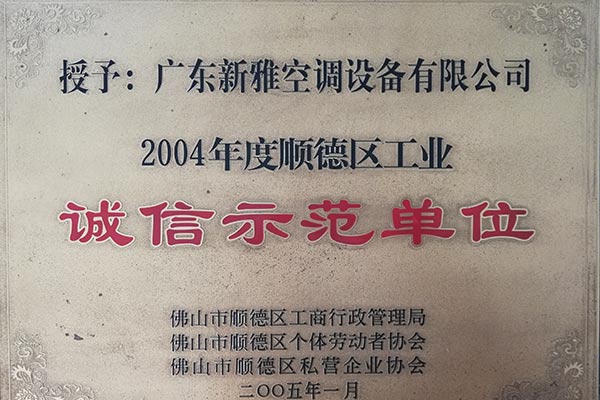 授予：广东新雅空调设备有限公司
2004年度顺德区工业
诚信示范单位
佛山市顺德区工商行政管理局
佛山市顺德区个体劳动者协会
佛山市顺德区私营企业协会
二〇〇五年一月